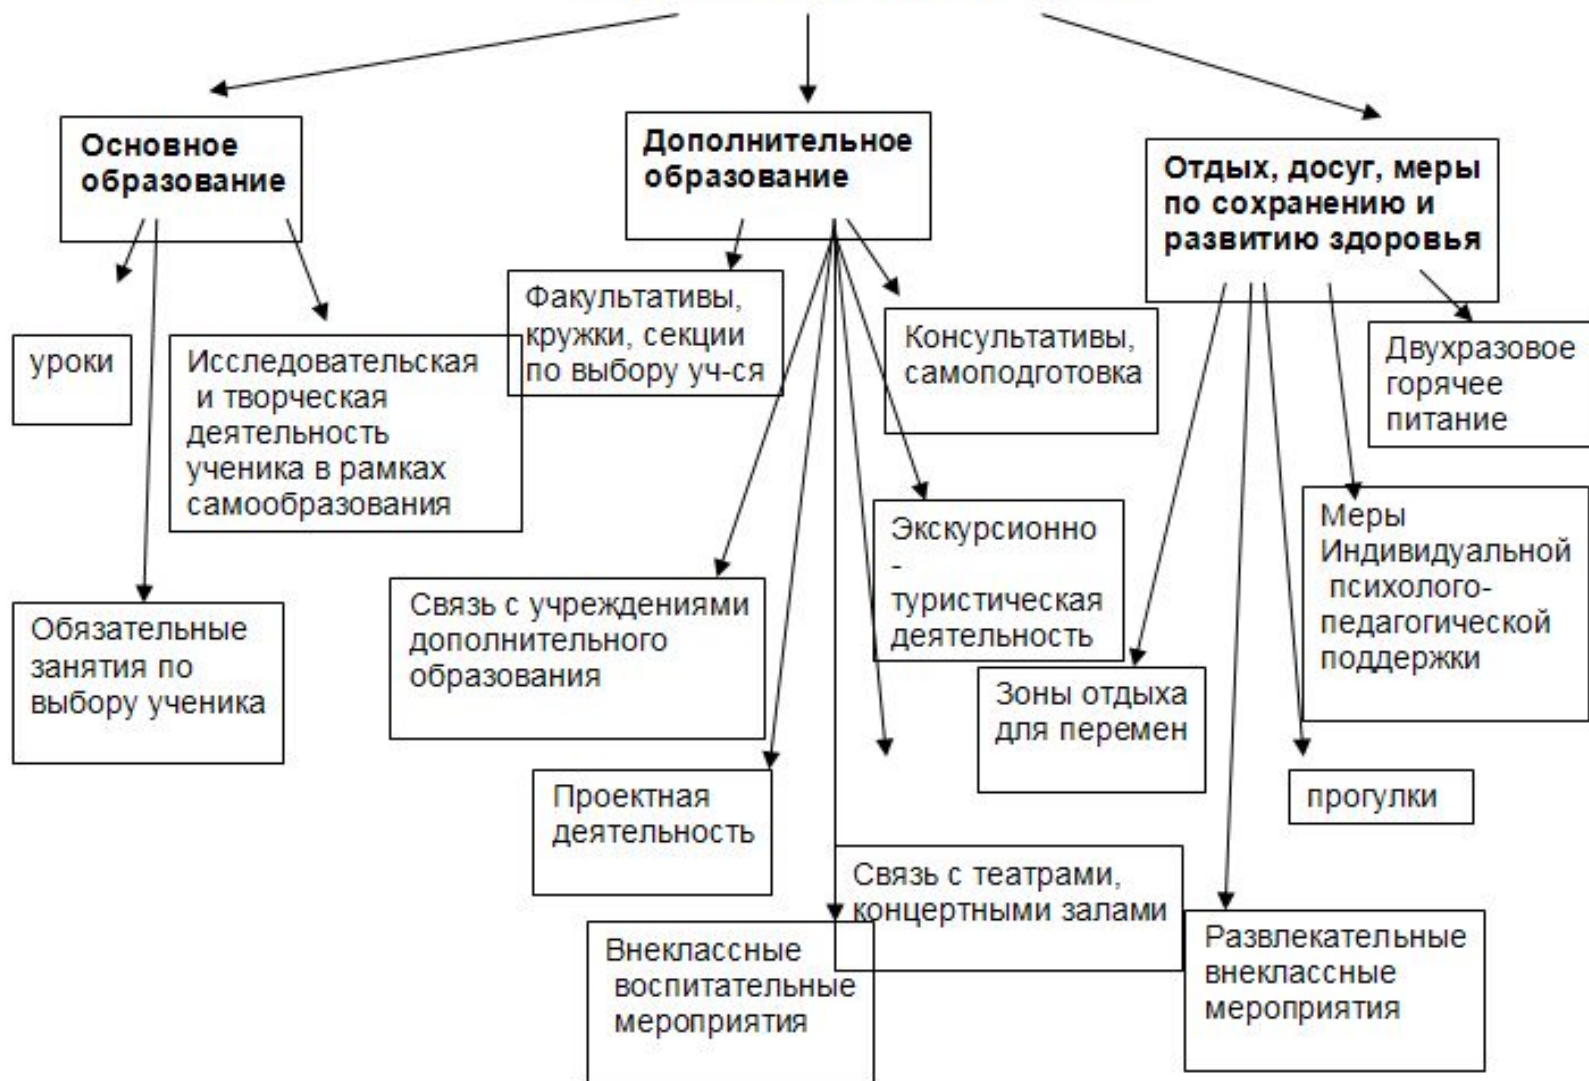 Основное
образование
Дополнительное
образование
Отдых, досуг, меры
по сохранению и
развитию здоровья
уроки
Исследовательская
и творческая
деятельность
ученика в рамках
самообразования
Факультативы,
кружки, секции
по выбору уч-ся
Консультативы,
самоподготовка
Двухразовое
горячее
питание
Обязательные
занятия по
выбору ученика
Связь с учреждениями
дополнительного
образования
Экскурсионно
-
туристическая
деятельность
Зоны отдыха
для перемен
Меры
Индивидуальной
психолого-
педагогической
поддержки
Проектная
деятельность
прогулки
Связь с театрами,
концертными залами
Внеклассные
воспитательные
мероприятия
Развлекательные
внеклассные
мероприятия